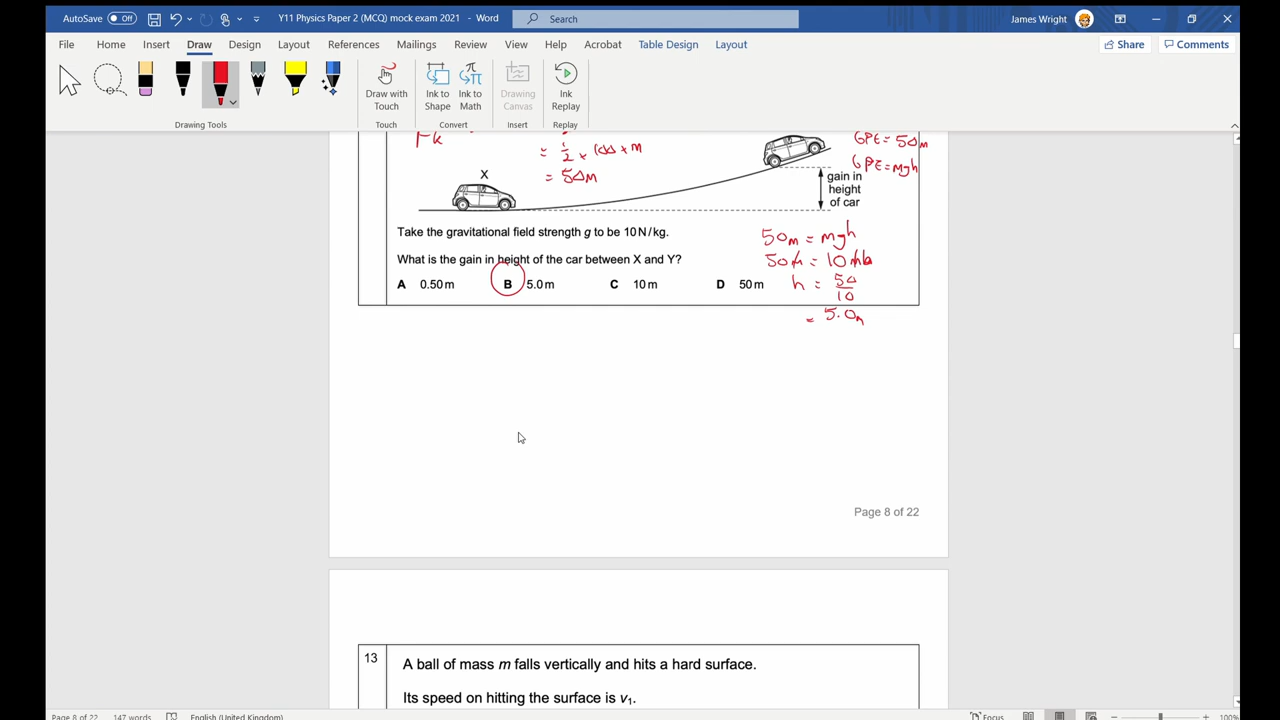 AutoSave Off Y11 Physics Paper 2 (MCQ) mock exam 2021 - Word Search James Wright
File Home Insert Draw Design Layout References Mailings Review View Help Acrobat Table Design Layout Share Comments
Draw with Touch
Ink to Shape
Ink to Math
Drawing Canvas
Ink Replay
Drawing Tools Touch Convert Insert Replay
= 1/2 × 100 × m
= 50m
GPE = 50m
GPE = mgh
X
gain in
height
of car
Take the gravitational field strength g to be 10 N/kg.
What is the gain in height of the car between X and Y?
A 0.50 m B 5.0 m C 10 m D 50 m
50m = mgh
50m = 10mh
h = 50/10
= 5.0m
Page 8 of 22
13 A ball of mass m falls vertically and hits a hard surface.
Its speed on hitting the surface is v₁.
Page 8 of 22 147 words English (United Kingdom) Focus 100%